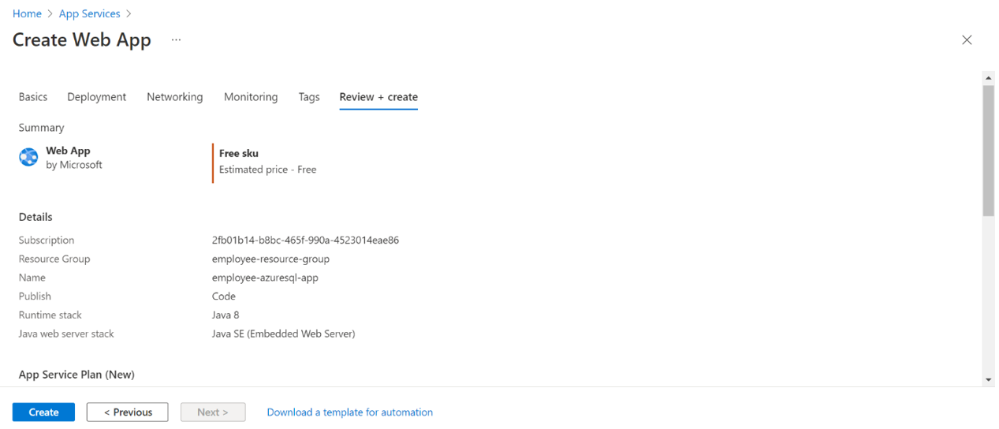 Home > App Services >
Create Web App ...
Basics Deployment Networking Monitoring Tags Review + create
Summary
Web App
by Microsoft
Free sku
Estimated price - Free
Details
Subscription 2fb01b14-b8bc-465f-990a-4523014eae86
Resource Group employee-resource-group
Name employee-azuresql-app
Publish Code
Runtime stack Java 8
Java web server stack Java SE (Embedded Web Server)
App Service Plan (New)
Create < Previous Next > Download a template for automation